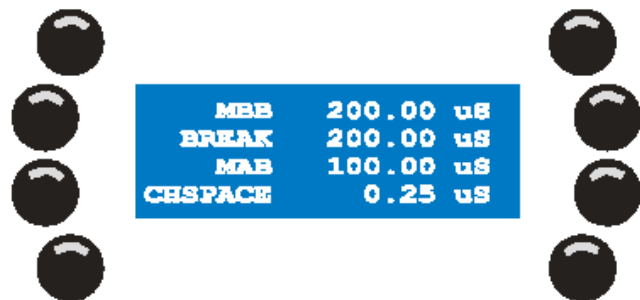 MBB 200.00 uS
BREAK 200.00 uS
MAB 100.00 uS
CHSPACE 0.25 uS